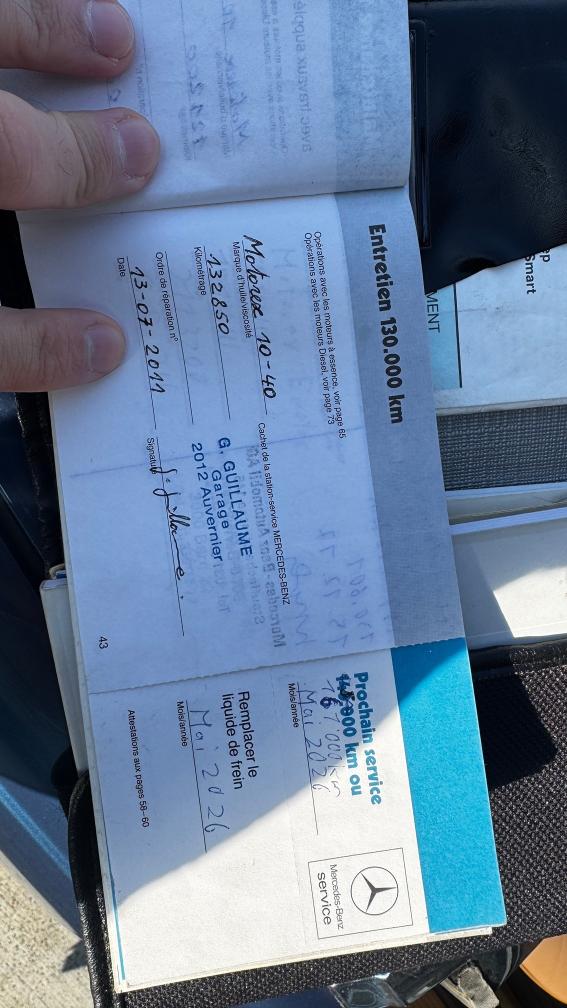 Entretien 130.000 km
Opérations avec les moteurs à essence, voir page 65
Opérations avec les moteurs Diesel, voir page 73
Motorex 10-40
Marque d'huile/viscosité
132850
Kilométrage
Ordre de réparation n°
13-07-2011
Date
Cachet de la station-service MERCEDES-BENZ
G. GUILLAUME
Garage
2012 Auvernier
Signature
43
Prochain service
000 km ou
Mai 2026
Mois/année
Remplacer le
liquide de frein
Mai 2026
Mois/année
Attestations aux pages 58–60
Mercedes-Benz
service
MENT
Smart